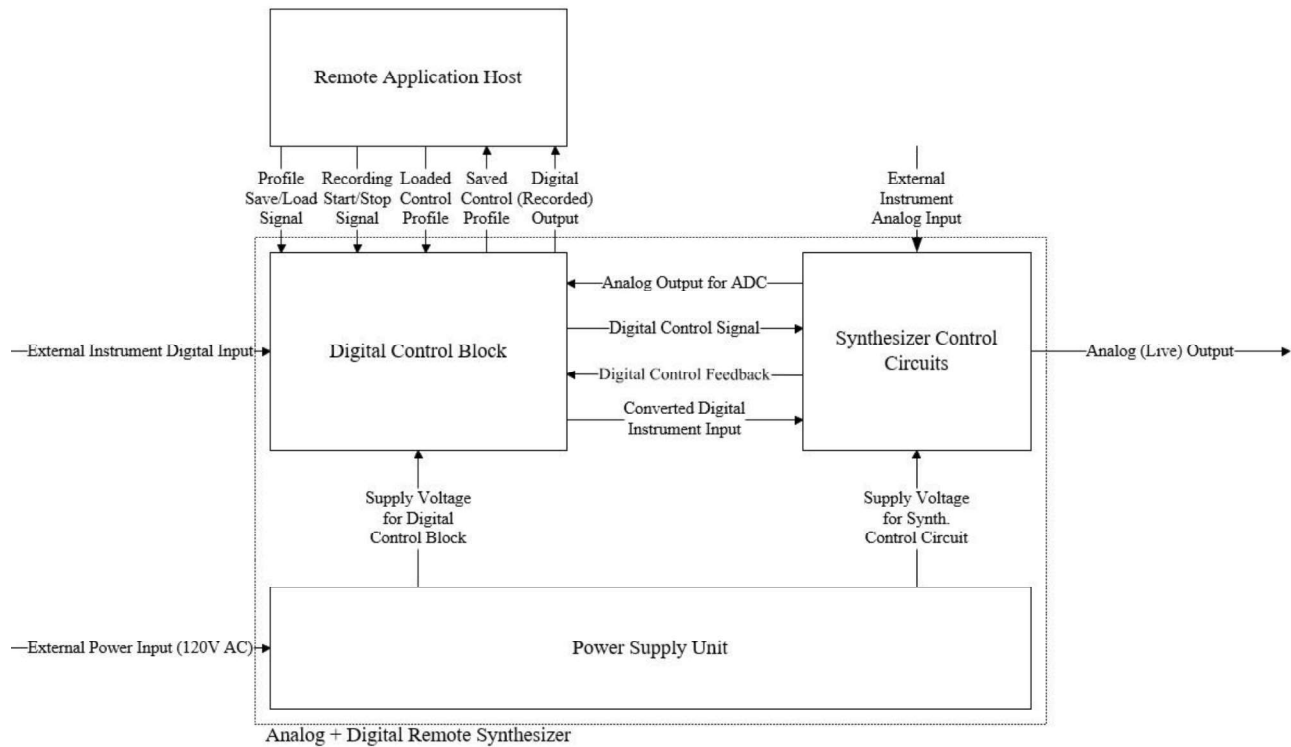 Remote Application Host
Profile
Save/Load
Signal
Recording
Start/Stop
Signal
Loaded
Control
Profile
Saved
Control
Profile
Digital
(Recorded)
Output
External
Instrument
Analog Input
Analog Output for ADC
Digital Control Signal
Digital Control Feedback
Converted Digital
Instrument Input
External Instrument Digital Input
Digital Control Block
Synthesizer Control
Circuits
Analog (Live) Output
Supply Voltage
for Digital
Control Block
Supply Voltage
for Synth.
Control Circuit
External Power Input (120V AC)
Power Supply Unit
Analog + Digital Remote Synthesizer